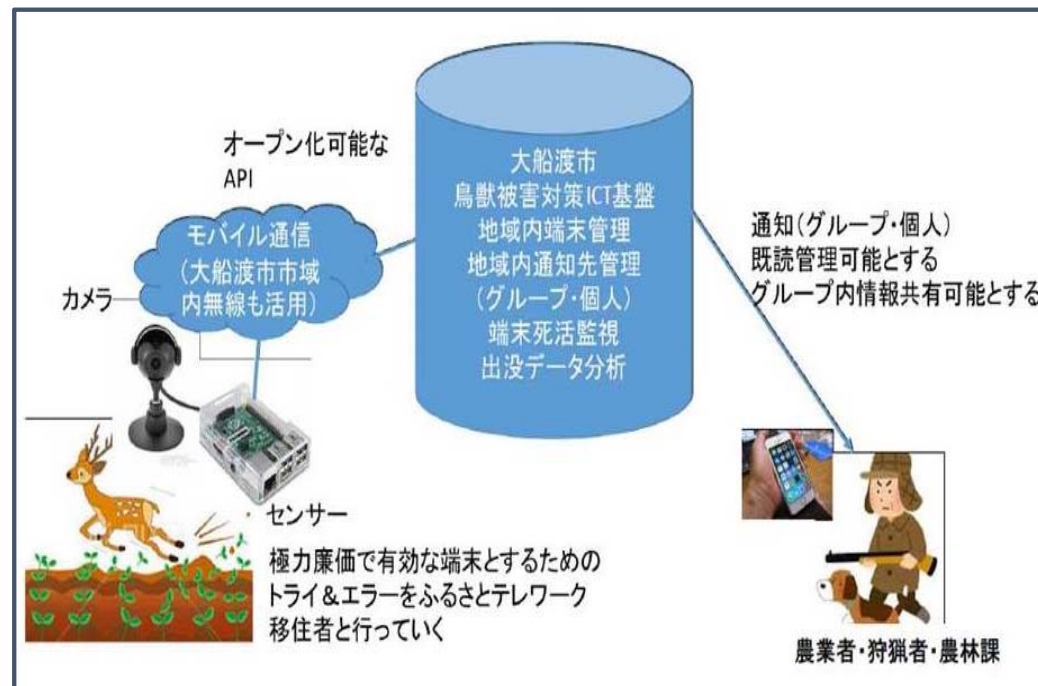 オープン化可能な
API
モバイル通信
(大船渡市市域
内無線も活用)
カメラ
大船渡市
鳥獣被害対策ICT基盤
地域内端末管理
地域内通知先管理
(グループ・個人)
端末死活監視
出没データ分析
通知(グループ・個人)
既読管理可能とする
グループ内情報共有可能とする
センサー
極力廉価で有効な端末とするための
トライ&エラーをふるさとテレワーク
移住者と行っていく
農業者・狩猟者・農林課